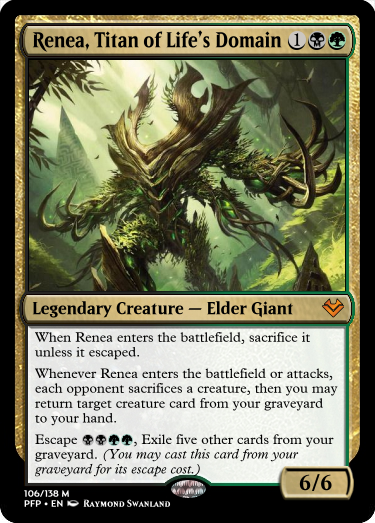 Renea, Titan of Life's Domain 1
Legendary Creature — Elder Giant
When Renea enters the battlefield, sacrifice it
unless it escaped.
Whenever Renea enters the battlefield or attacks,
each opponent sacrifices a creature, then you may
return target creature card from your graveyard
to your hand.
Escape , Exile five other cards from your
graveyard. (You may cast this card from your
graveyard for its escape cost.)
6/6
106/138 M
PFP • EN Raymond Swanland